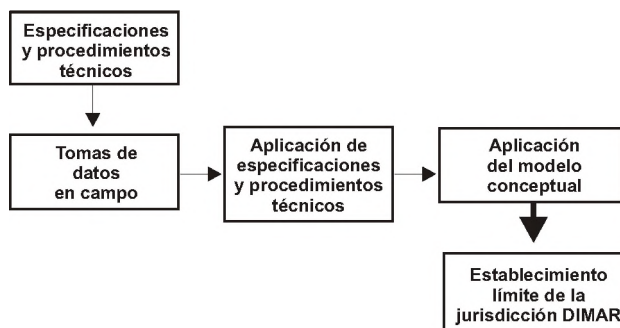 Especificaciones
y procedimientos
técnicos
Tomas de
datos
en campo
Aplicación de
especificaciones
y procedimientos
técnicos
Aplicación
del modelo
conceptual
Establecimiento
límite de la
jurisdicción DIMAR